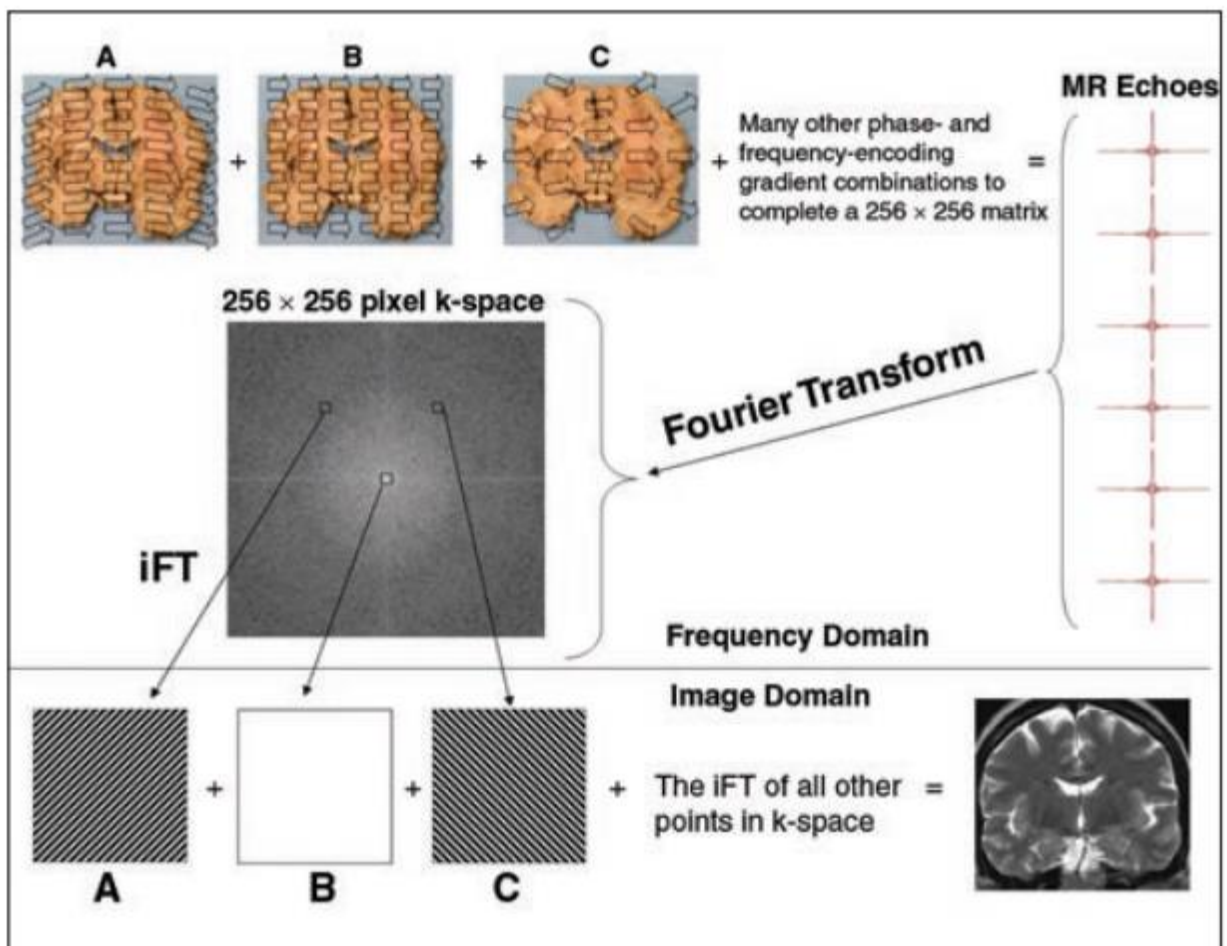 A
B
C
MR Echoes
+
+
+
Many other phase- and
frequency-encoding
gradient combinations to
complete a 256 × 256 matrix
=
256 × 256 pixel k-space
Fourier Transform
iFT
Frequency Domain
Image Domain
+
+
+
The iFT of all other
points in k-space
=
A
B
C